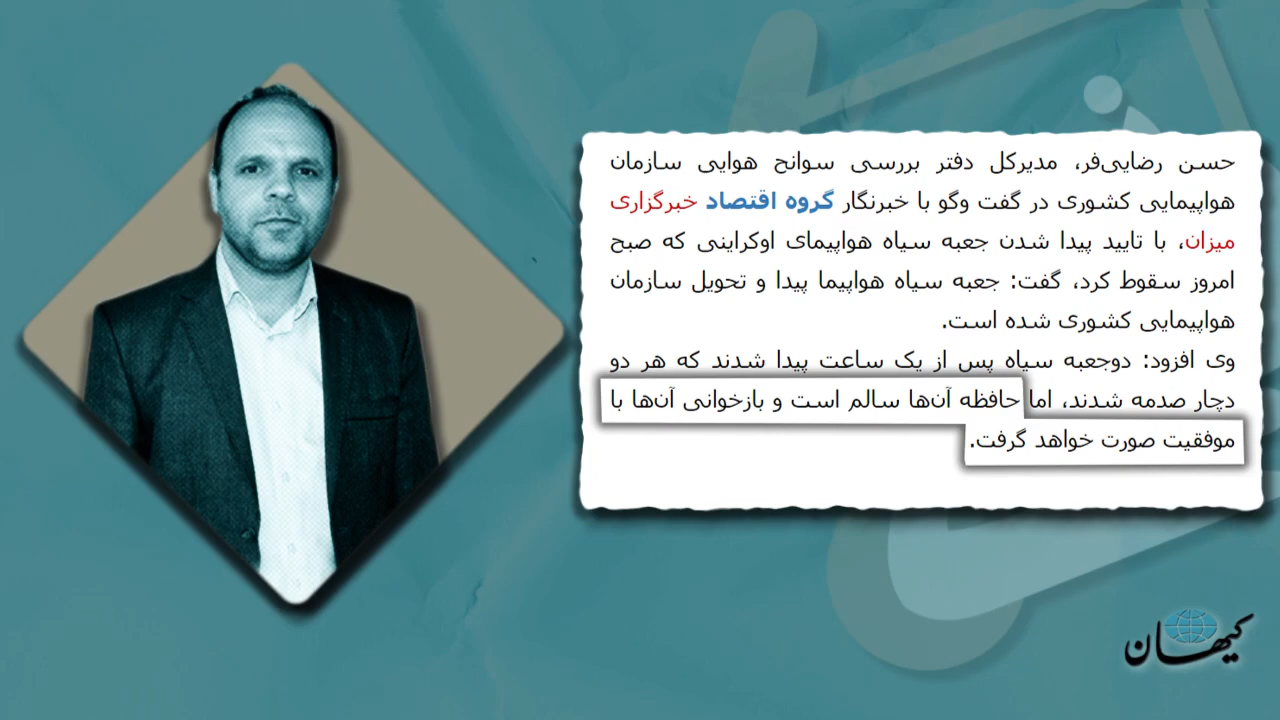 حسن رضایی‌فر، مدیرکل دفتر بررسی سوانح هوایی سازمان
هواپیمایی کشوری در گفت وگو با خبرنگار گروه اقتصاد خبرگزاری
میزان، با تایید پیدا شدن جعبه سیاه هواپیمای اوکراینی که صبح
امروز سقوط کرد، گفت: جعبه سیاه هواپیما پیدا و تحویل سازمان
هواپیمایی کشوری شده است.
وی افزود: دوجعبه سیاه پس از یک ساعت پیدا شدند که هر دو
دچار صدمه شدند، اما حافظه آن‌ها سالم است و بازخوانی آن‌ها با
موفقیت صورت خواهد گرفت.
کیهان